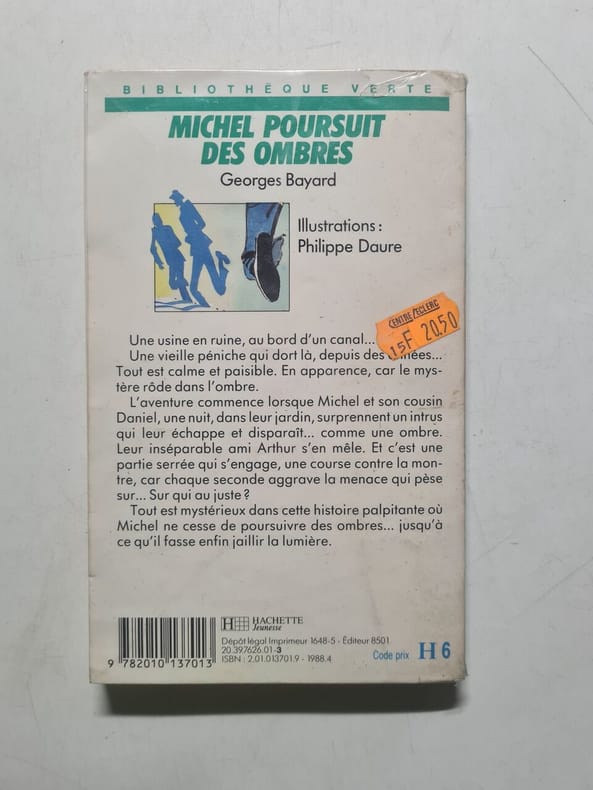 BIBLIOTHÈQUE VERTE
MICHEL POURSUIT
DES OMBRES
Georges Bayard
Illustrations :
Philippe Daure
CENTRE/ECLERC
15F 20.50
Une usine en ruine, au bord d'un canal...
Une vieille péniche qui dort là, depuis des
Tout est calme et paisible. En apparence, car le mys-
tère rôde dans l'ombre.
L'aventure commence lorsque Michel et son cousin
Daniel, une nuit, dans leur jardin, surprennent un intrus
qui leur échappe et disparaît... comme une ombre.
Leur inséparable ami Arthur s'en mêle. Et c'est une
partie serrée qui s'engage, une course contre la mon-
tre, car chaque seconde aggrave la menace qui pèse
sur... Sur qui au juste ?
Tout est mystérieux dans cette histoire palpitante où
Michel ne cesse de poursuivre des ombres... jusqu'à
ce qu'il fasse enfin jaillir la lumière.
9 782010 137013
H HACHETTE
Jeunesse
Dépôt légal Imprimeur 1648-5 - Éditeur 8501
20.39.7626.01-3
ISBN : 2.01.013701.9 - 1988.4
Code prix H 6